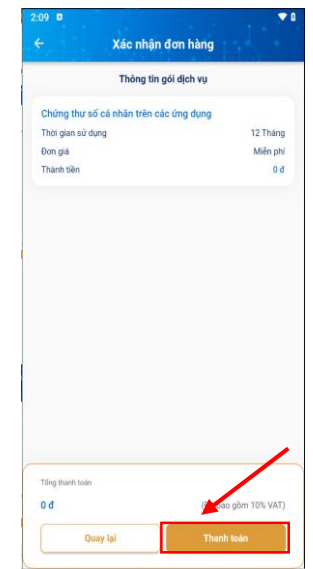 2:09
Xác nhận đơn hàng
Thông tin gói dịch vụ
Chứng thư số cá nhân trên các ứng dụng
Thời gian sử dụng 12 Tháng
Đơn giá Miễn phí
Thành tiền 0 đ
Tổng thanh toán
0 đ bao gồm 10% VAT)
Quay lại Thanh toán